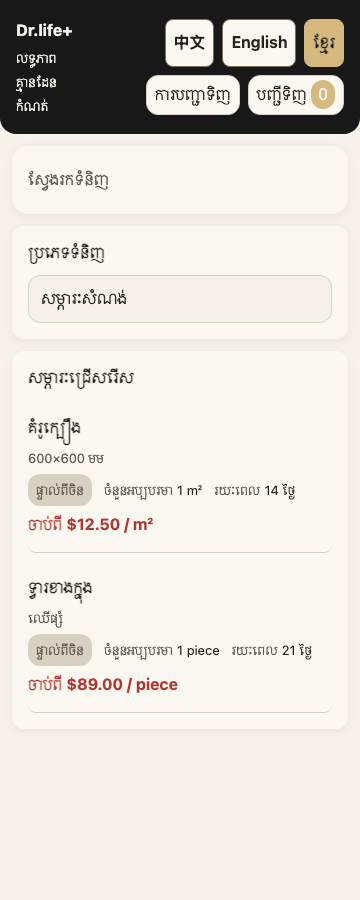 Dr.life+
លទ្ធភាព
គ្មានដែន
កំណត់
中文
English
ខ្មែរ
ការបញ្ជាទិញ
បញ្ជីទិញ 0
ស្វែងរកទំនិញ
ប្រភេទទំនិញ
សម្ភារៈសំណង់
សម្ភារៈជ្រើសរើស
គំរូក្បឿង
600×600 មម
ផ្ទាល់ពីចិន ចំនួនអប្បបរមា 1 m² រយៈពេល 14 ថ្ងៃ
ចាប់ពី $12.50 / m²
ទ្វារខាងក្នុង
ឈើផ្សំ
ផ្ទាល់ពីចិន ចំនួនអប្បបរមា 1 piece រយៈពេល 21 ថ្ងៃ
ចាប់ពី $89.00 / piece